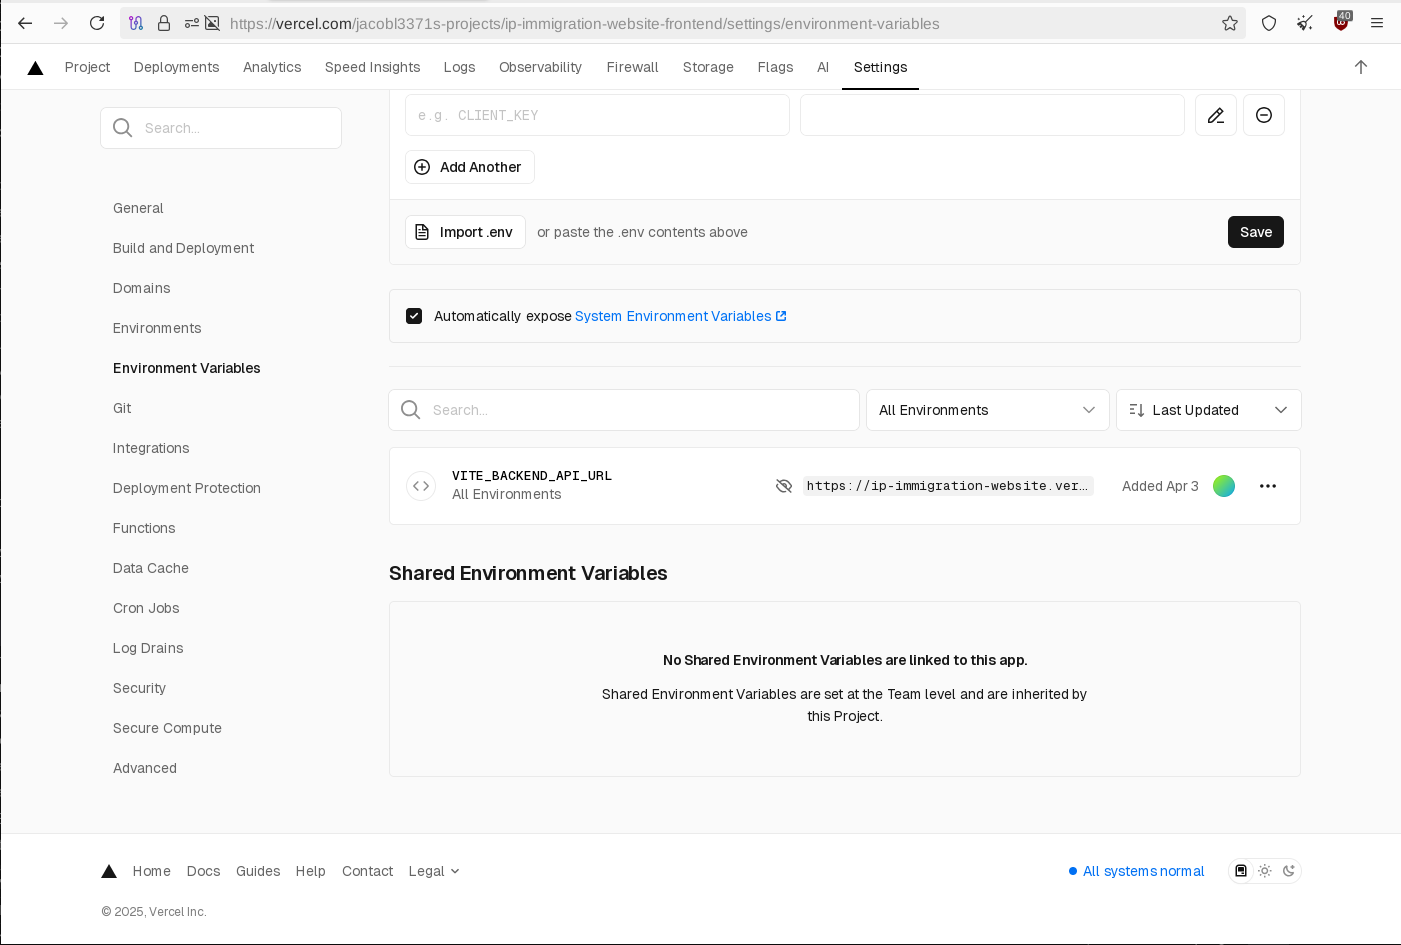 https://vercel.com/jacobl3371s-projects/ip-immigration-website-frontend/settings/environment-variables
40
Project Deployments Analytics Speed Insights Logs Observability Firewall Storage Flags AI Settings
Search...
General
Build and Deployment
Domains
Environments
Environment Variables
Git
Integrations
Deployment Protection
Functions
Data Cache
Cron Jobs
Log Drains
Security
Secure Compute
Advanced
e.g. CLIENT_KEY
Add Another
Import .env or paste the .env contents above Save
Automatically expose System Environment Variables
Search... All Environments Last Updated
VITE_BACKEND_API_URL
All Environments
https://ip-immigration-website.ver… Added Apr 3
Shared Environment Variables
No Shared Environment Variables are linked to this app.
Shared Environment Variables are set at the Team level and are inherited by
this Project.
Home Docs Guides Help Contact Legal All systems normal
© 2025, Vercel Inc.